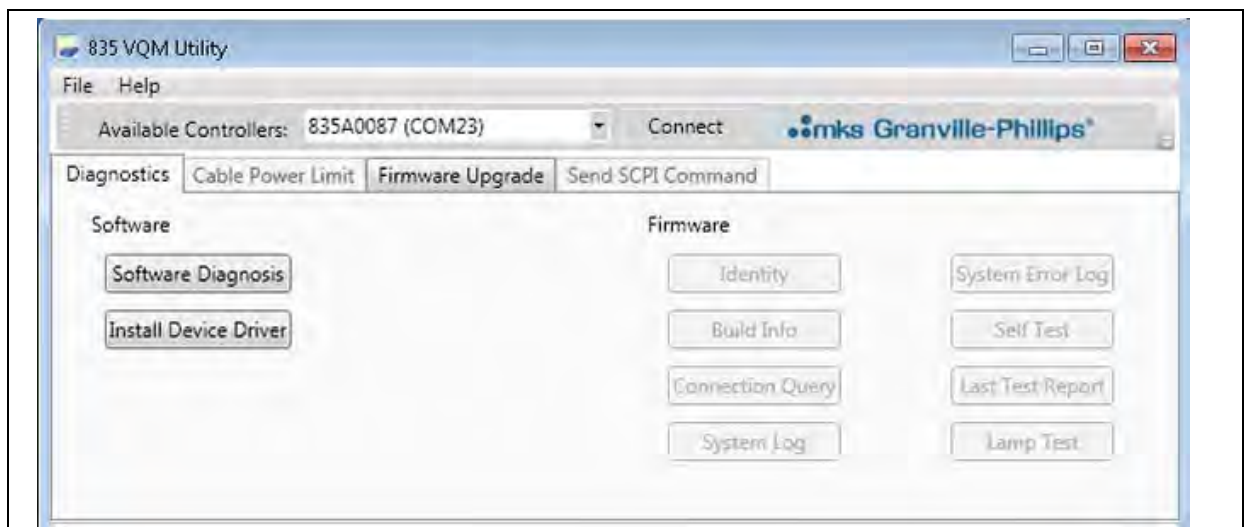 835 VQM Utility
File Help
Available Controllers: 835A0087 (COM23) Connect mks Granville-Phillips®
Diagnostics Cable Power Limit Firmware Upgrade Send SCPI Command
Software Firmware
Software Diagnosis Identity System Error Log
Install Device Driver Build Info Self Test
Connection Query Last Test Report
System Log Lamp Test